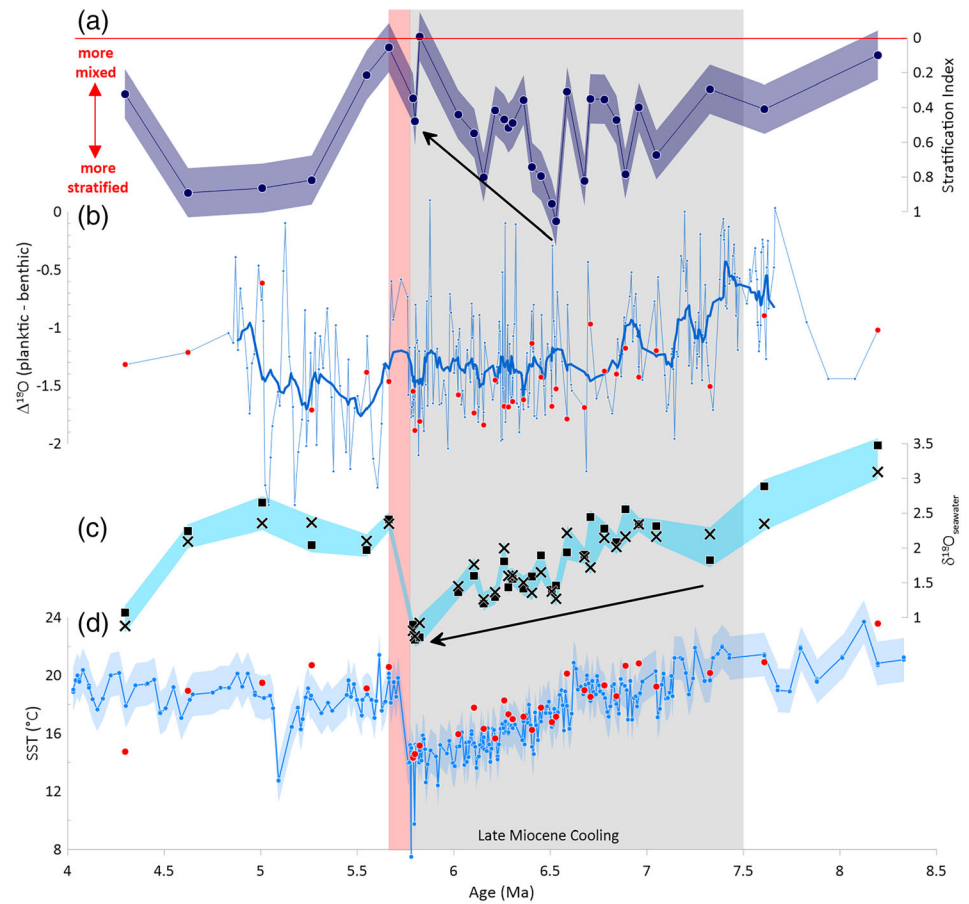 (a)
more
mixed
more
stratified
0
0.2
0.4
0.6
0.8
1
Stratification Index
(b)
0
-0.5
-1
-1.5
-2
Δ¹⁸O (planktic - benthic)
3.5
3
2.5
2
1.5
1
δ¹⁸Oseawater
(c)
(d)
24
20
16
12
8
SST (°C)
Late Miocene Cooling
4 4.5 5 5.5 6 6.5 7 7.5 8 8.5
Age (Ma)